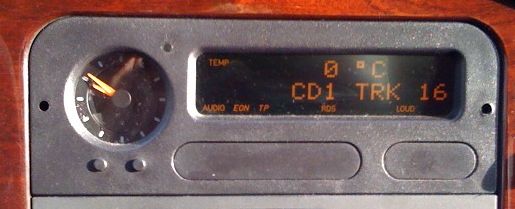 TEMP 0 °C
CD1 TRK 16
AUDIO EON TP RDS LOUD